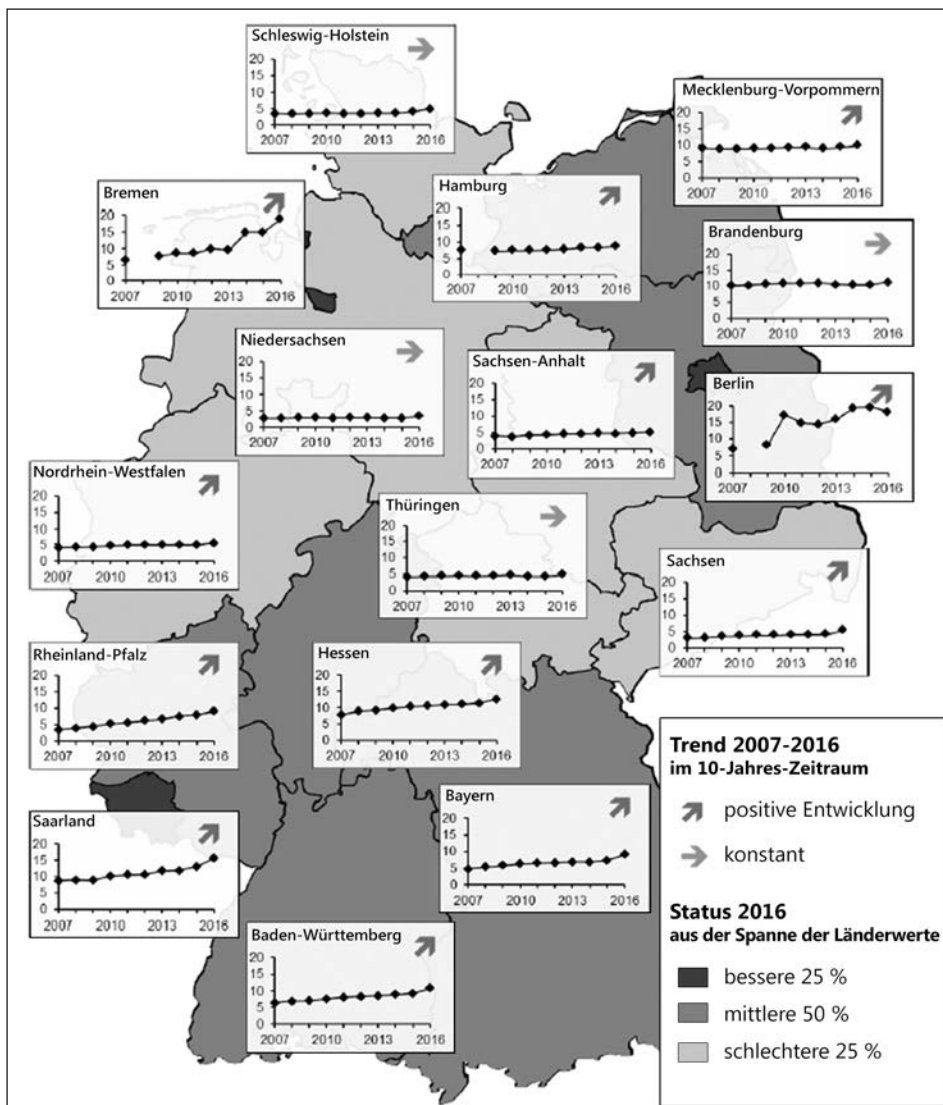 Schleswig-Holstein
20
15
10
5
0
2007 2010 2013 2016
Mecklenburg-Vorpommern
20
15
10
5
0
2007 2010 2013 2016
Bremen
20
15
10
5
0
2007 2010 2013 2016
Hamburg
20
15
10
5
0
2007 2010 2013 2016
Brandenburg
20
15
10
5
0
2007 2010 2013 2016
Niedersachsen
20
15
10
5
0
2007 2010 2013 2016
Sachsen-Anhalt
20
15
10
5
0
2007 2010 2013 2016
Berlin
20
15
10
5
0
2007 2010 2013 2016
Nordrhein-Westfalen
20
15
10
5
0
2007 2010 2013 2016
Thüringen
20
15
10
5
0
2007 2010 2013 2016
Sachsen
20
15
10
5
0
2007 2010 2013 2016
Rheinland-Pfalz
20
15
10
5
0
2007 2010 2013 2016
Hessen
20
15
10
5
0
2007 2010 2013 2016
Saarland
20
15
10
5
0
2007 2010 2013 2016
Bayern
20
15
10
5
0
2007 2010 2013 2016
Baden-Württemberg
20
15
10
5
0
2007 2010 2013 2016
Trend 2007-2016
im 10-Jahres-Zeitraum
positive Entwicklung
konstant
Status 2016
aus der Spanne der Länderwerte
bessere 25 %
mittlere 50 %
schlechtere 25 %